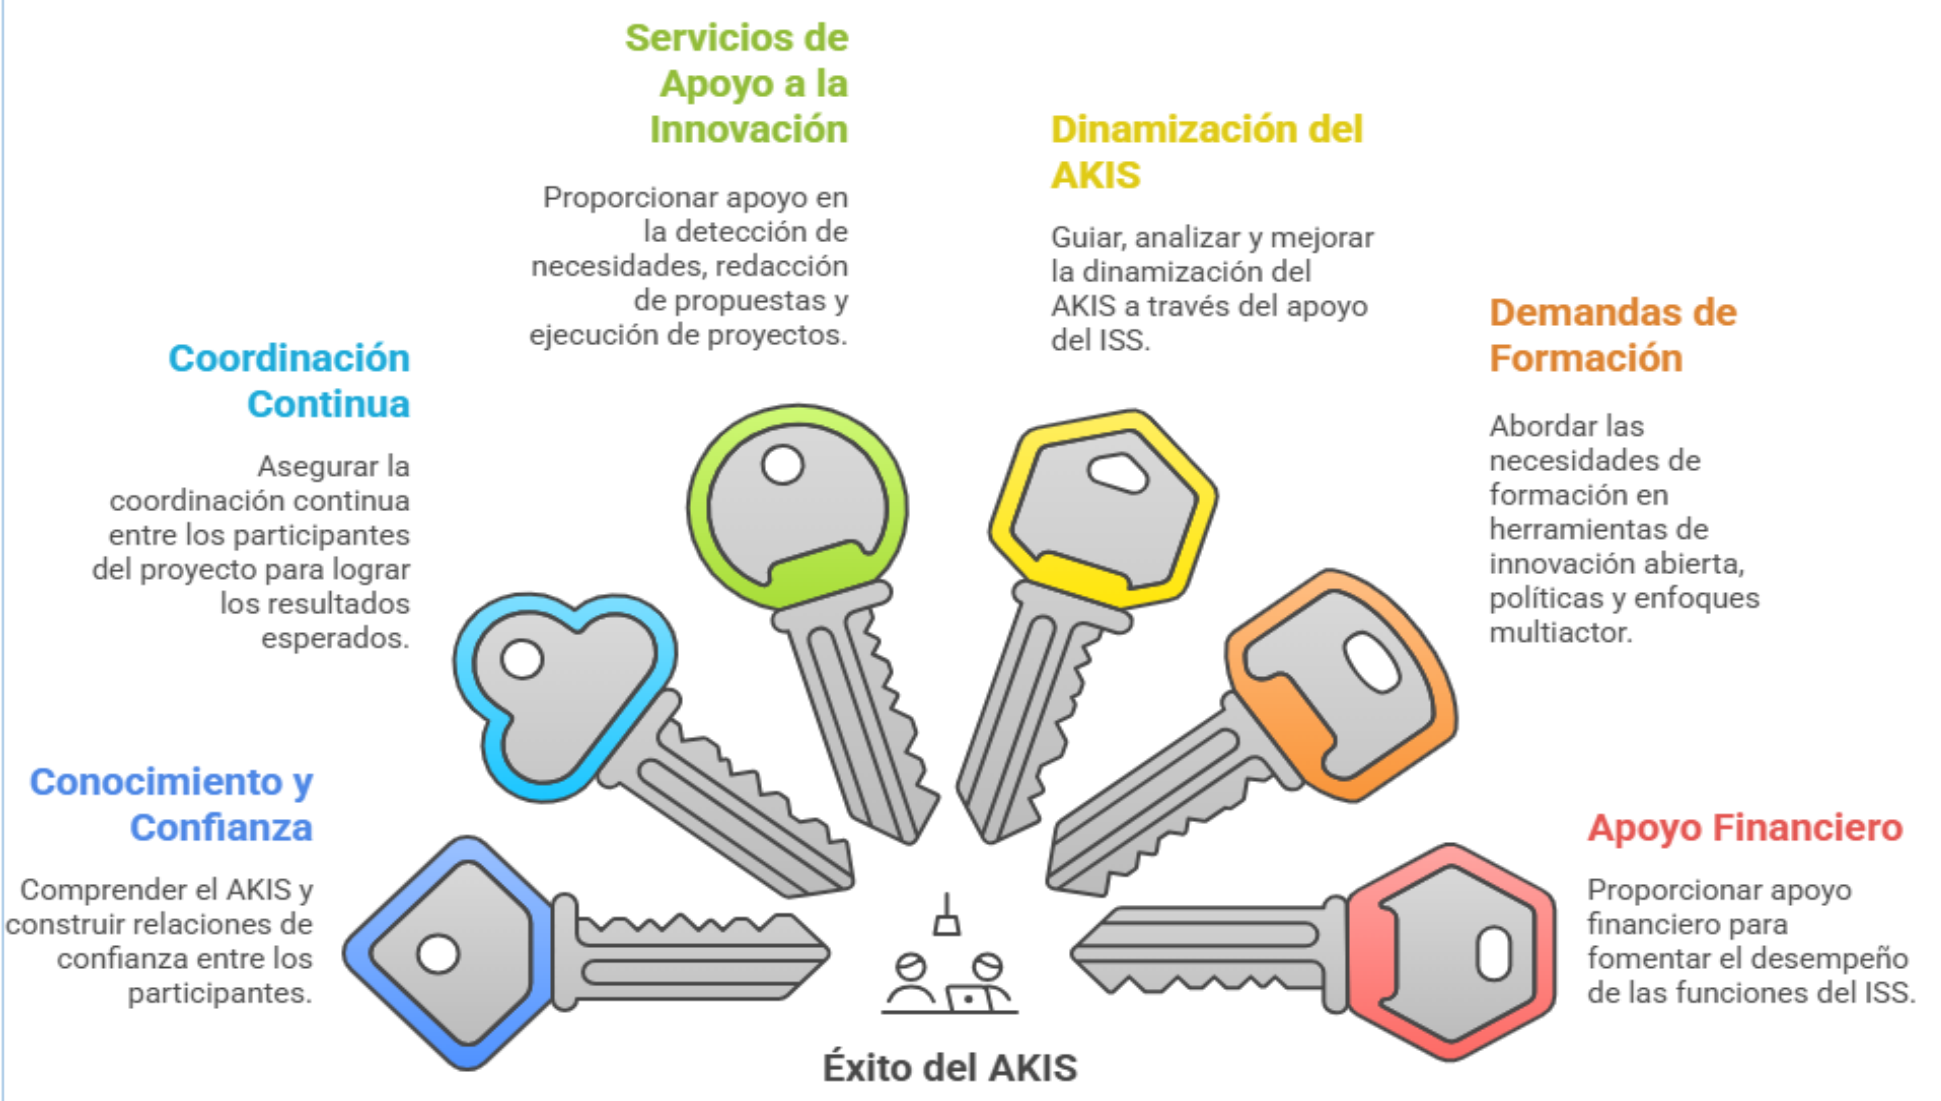 Servicios de
Apoyo a la
Innovación
Proporcionar apoyo en
la detección de
necesidades, redacción
de propuestas y
ejecución de proyectos.
Dinamización del
AKIS
Guiar, analizar y mejorar
la dinamización del
AKIS a través del apoyo
del ISS.
Coordinación
Continua
Asegurar la
coordinación continua
entre los participantes
del proyecto para lograr
los resultados
esperados.
Demandas de
Formación
Abordar las
necesidades de
formación en
herramientas de
innovación abierta,
políticas y enfoques
multiactor.
Conocimiento y
Confianza
Comprender el AKIS y
construir relaciones de
confianza entre los
participantes.
Apoyo Financiero
Proporcionar apoyo
financiero para
fomentar el desempeño
de las funciones del ISS.
Éxito del AKIS